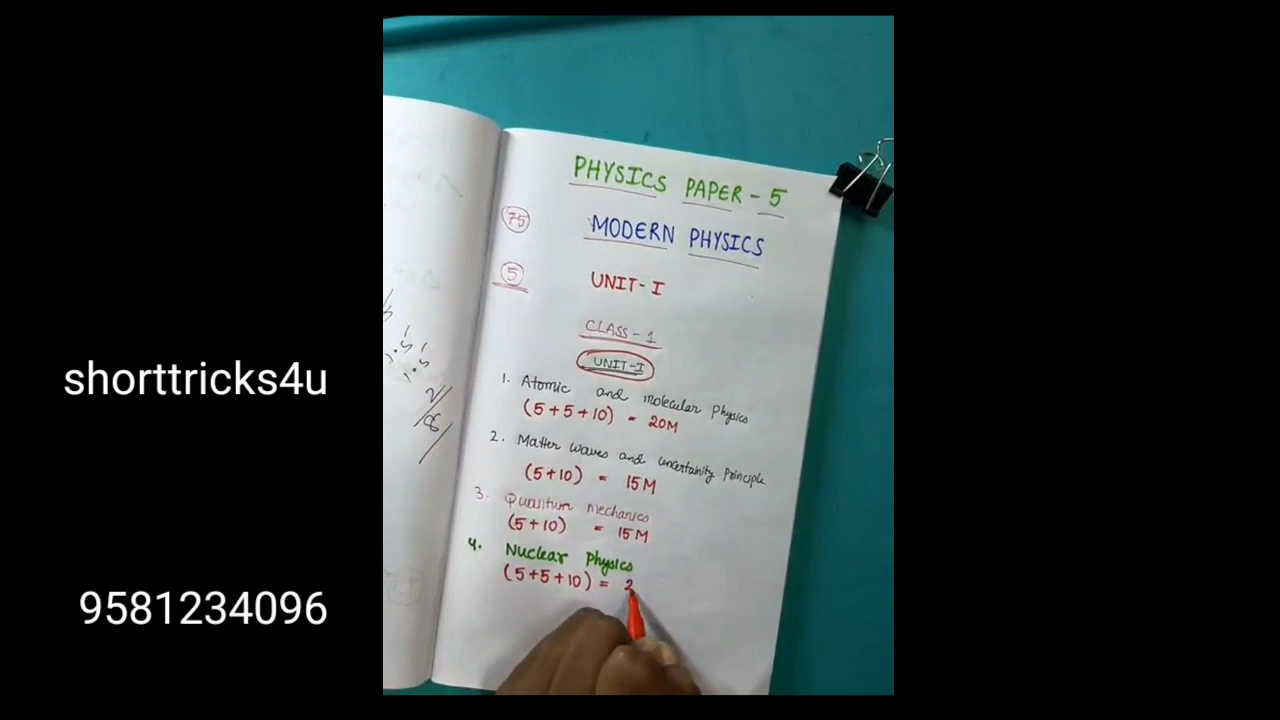 PHYSICS PAPER - 5
75
MODERN PHYSICS
5
UNIT- I
CLASS - 1
UNIT-I
1. Atomic and molecular Physics
(5+5+10) = 20M
2. Matter waves and uncertainity Principle
(5+10) = 15M
3. Quantum mechanics
(5+10) = 15M
4. Nuclear Physics
(5+5+10) = 2
shorttricks4u
9581234096